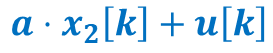 a · x₂[k] + u[k]